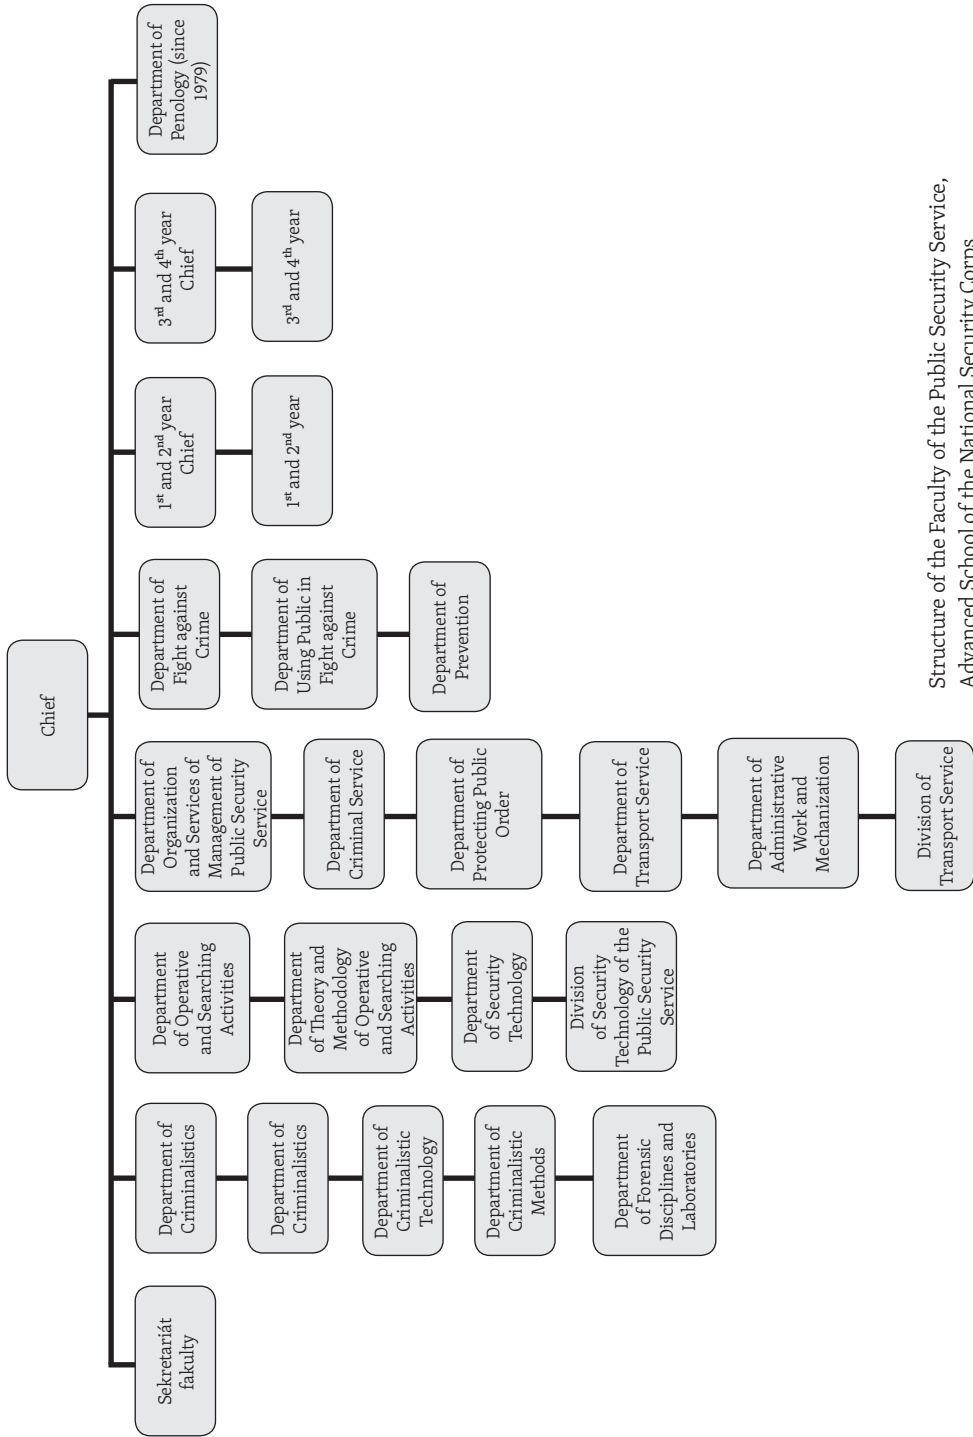 Chief
Sekretariát
fakulty
Department of
Criminalistics
Department of
Criminalistics
Department of
Criminalistic
Technology
Department of
Criminalistic
Methods
Department
of Forensic
Disciplines and
Laboratories
Department
of Operative
and Searching
Activities
Department
of Theory and
Methodology
of Operative
and Searching
Activities
Department
of Security
Technology
Division
of Security
Technology of the
Public Security
Service
Department of
Organization
and Services of
Management of
Public Security
Service
Department of
Criminal Service
Department of
Protecting Public
Order
Department of
Transport Service
Department of
Administrative
Work and
Mechanization
Division of
Transport Service
Department of
Fight against
Crime
Department of
Using Public in
Fight against
Crime
Department of
Prevention
1st and 2nd year
Chief
1st and 2nd year
3rd and 4th year
Chief
3rd and 4th year
Department of
Penology (since
1979)
Structure of the Faculty of the Public Security Service,
Advanced School of the National Security Corps